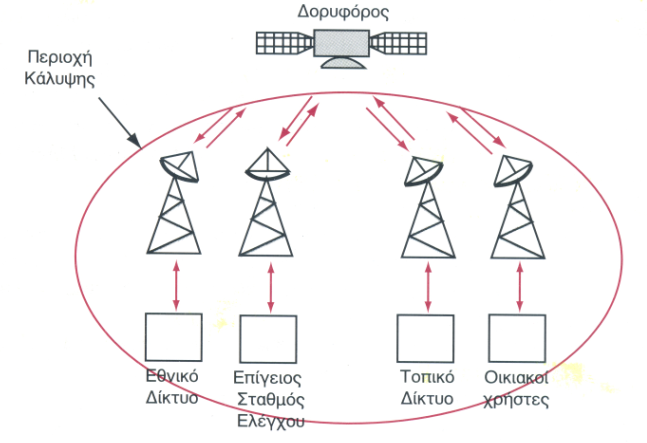 Δορυφόρος
Περιοχή
Κάλυψης
Εθνικό
Δίκτυο
Επίγειος
Σταθμός
Ελέγχου
Τοπικό
Δίκτυο
Οικιακοί
χρήστες